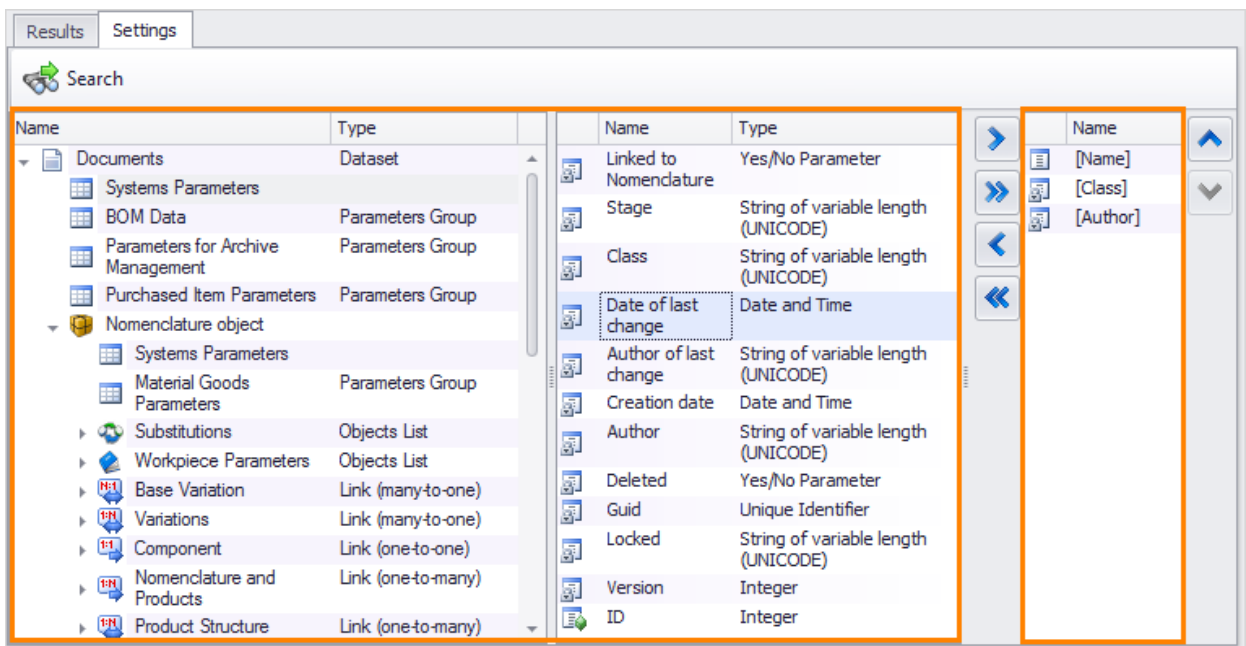 Results Settings
Search
Name Type
Documents Dataset
Systems Parameters
BOM Data Parameters Group
Parameters for Archive Parameters Group
Management
Purchased Item Parameters Parameters Group
Nomenclature object
Systems Parameters
Material Goods Parameters Group
Parameters
Substitutions Objects List
Workpiece Parameters Objects List
N:1 Base Variation Link (many-to-one)
1:N Variations Link (many-to-one)
1:1 Component Link (one-to-one)
1:N Nomenclature and Link (one-to-many)
Products
1:N Product Structure Link (one-to-many)
Name Type
Linked to Yes/No Parameter
Nomenclature
Stage String of variable length
(UNICODE)
Class String of variable length
(UNICODE)
Date of last Date and Time
change
Author of last String of variable length
change (UNICODE)
Creation date Date and Time
Author String of variable length
(UNICODE)
Deleted Yes/No Parameter
Guid Unique Identifier
Locked String of variable length
(UNICODE)
Version Integer
ID Integer
Name
[Name]
[Class]
[Author]